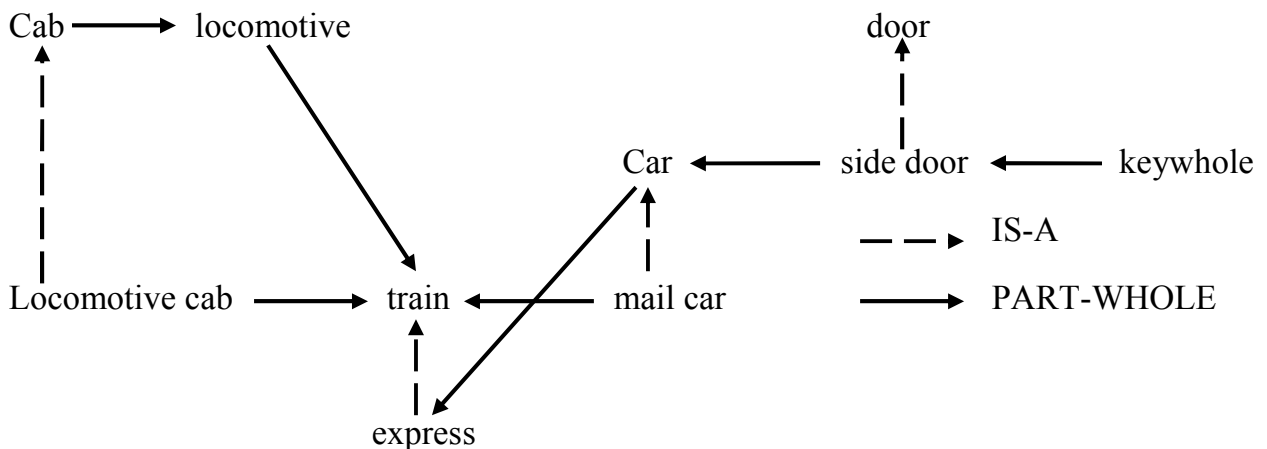 Cab locomotive door
Car side door keywhole
IS-A
Locomotive cab train mail car PART-WHOLE
express